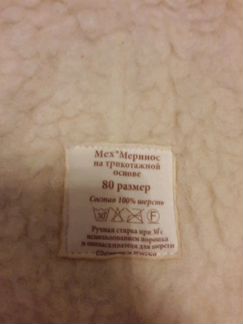 Мех "Меринос
на трикотажной
основе
80 размер
Состав 100% шерсть
30 F
Ручная стирка при 30 с
использованием порошка
и ополаскивателя для шерсти